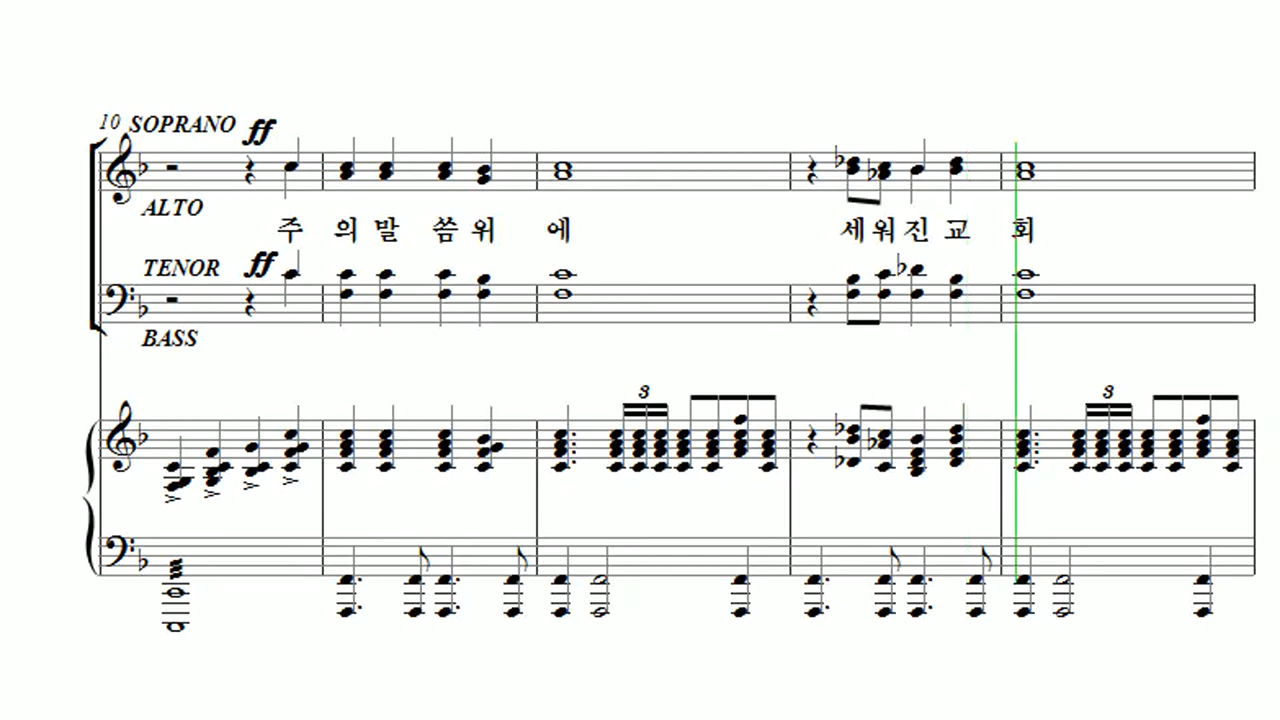 10 SOPRANO ff
ALTO
주 의 말 씀 위 에 세 워 진 교 회
TENOR ff
BASS
3 3